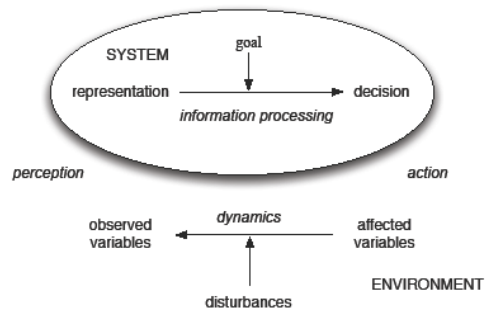 SYSTEM
goal
representation
decision
information processing
perception
action
observed
variables
dynamics
affected
variables
disturbances
ENVIRONMENT